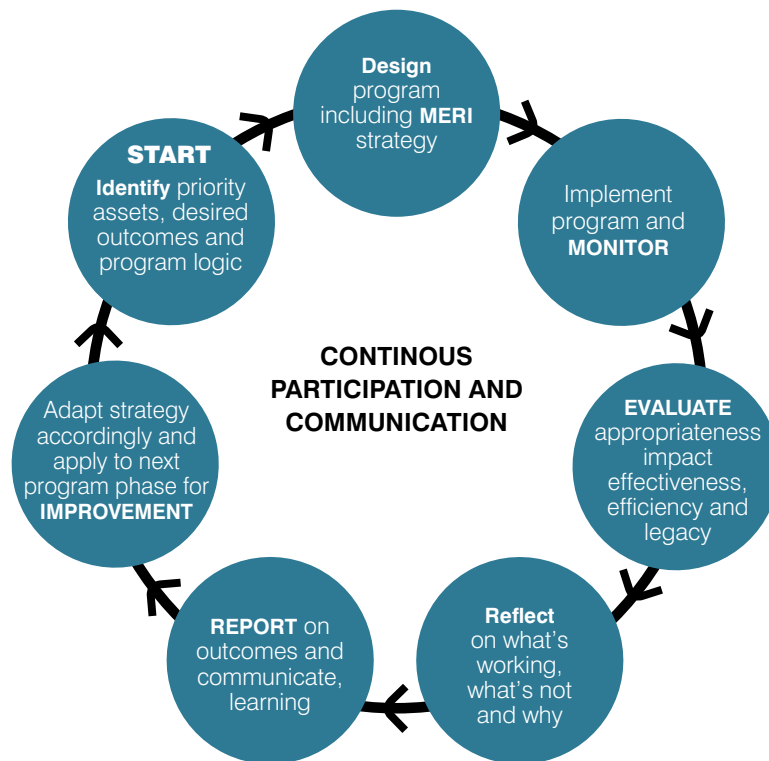 START
Identify priority
assets, desired
outcomes and
program logic
Design
program
including MERI
strategy
Implement
program and
MONITOR
EVALUATE
appropriateness
impact
effectiveness,
efficiency and
legacy
Reflect
on what's
working,
what's not
and why
REPORT on
outcomes and
communicate,
learning
Adapt strategy
accordingly and
apply to next
program phase for
IMPROVEMENT
CONTINOUS
PARTICIPATION AND
COMMUNICATION